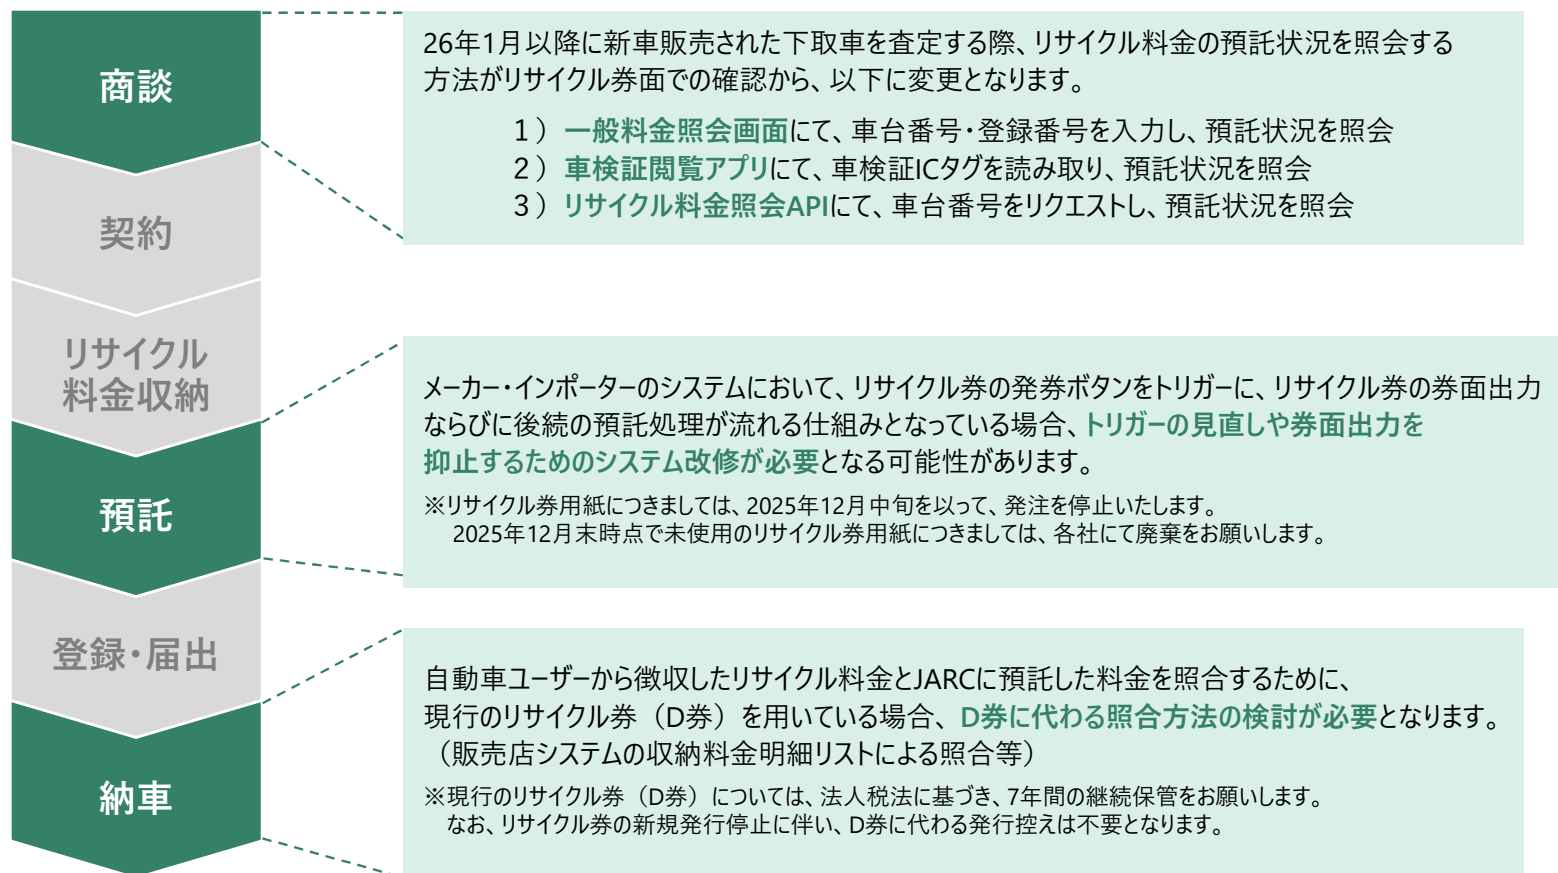 商談
26年1月以降に新車販売された下取車を査定する際、リサイクル料金の預託状況を照会する
方法がリサイクル券面での確認から、以下に変更となります。
１）一般料金照会画面にて、車台番号・登録番号を入力し、預託状況を照会
２）車検証閲覧アプリにて、車検証ICタグを読み取り、預託状況を照会
３）リサイクル料金照会APIにて、車台番号をリクエストし、預託状況を照会
契約
リサイクル
料金収納
預託
メーカー・インポーターのシステムにおいて、リサイクル券の発券ボタンをトリガーに、リサイクル券の券面出力
ならびに後続の預託処理が流れる仕組みとなっている場合、トリガーの見直しや券面出力を
抑止するためのシステム改修が必要となる可能性があります。
※リサイクル券用紙につきましては、2025年12月中旬を以って、発注を停止いたします。
2025年12月末時点で未使用のリサイクル券用紙につきましては、各社にて廃棄をお願いします。
登録・届出
納車
自動車ユーザーから徴収したリサイクル料金とJARCに預託した料金を照合するために、
現行のリサイクル券（D券）を用いている場合、D券に代わる照合方法の検討が必要となります。
（販売店システムの収納料金明細リストによる照合等）
※現行のリサイクル券（D券）については、法人税法に基づき、7年間の継続保管をお願いします。
なお、リサイクル券の新規発行停止に伴い、D券に代わる発行控えは不要となります。